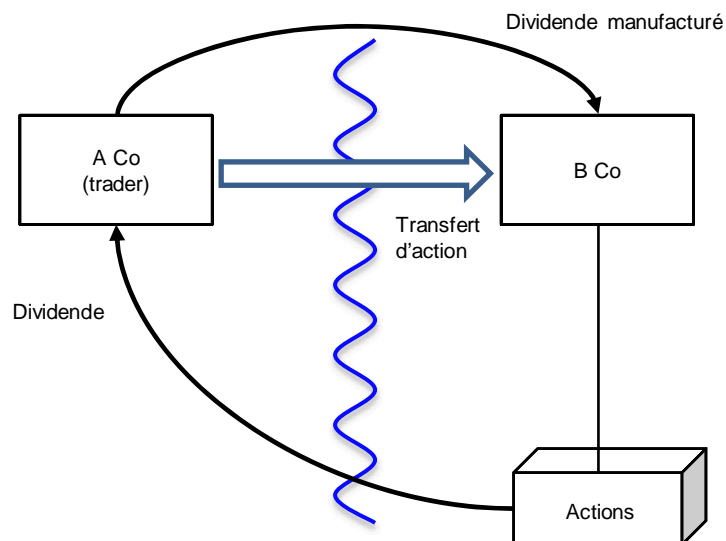 Dividende manufacturé
A Co
(trader)
B Co
Transfert
d'action
Dividende
Actions